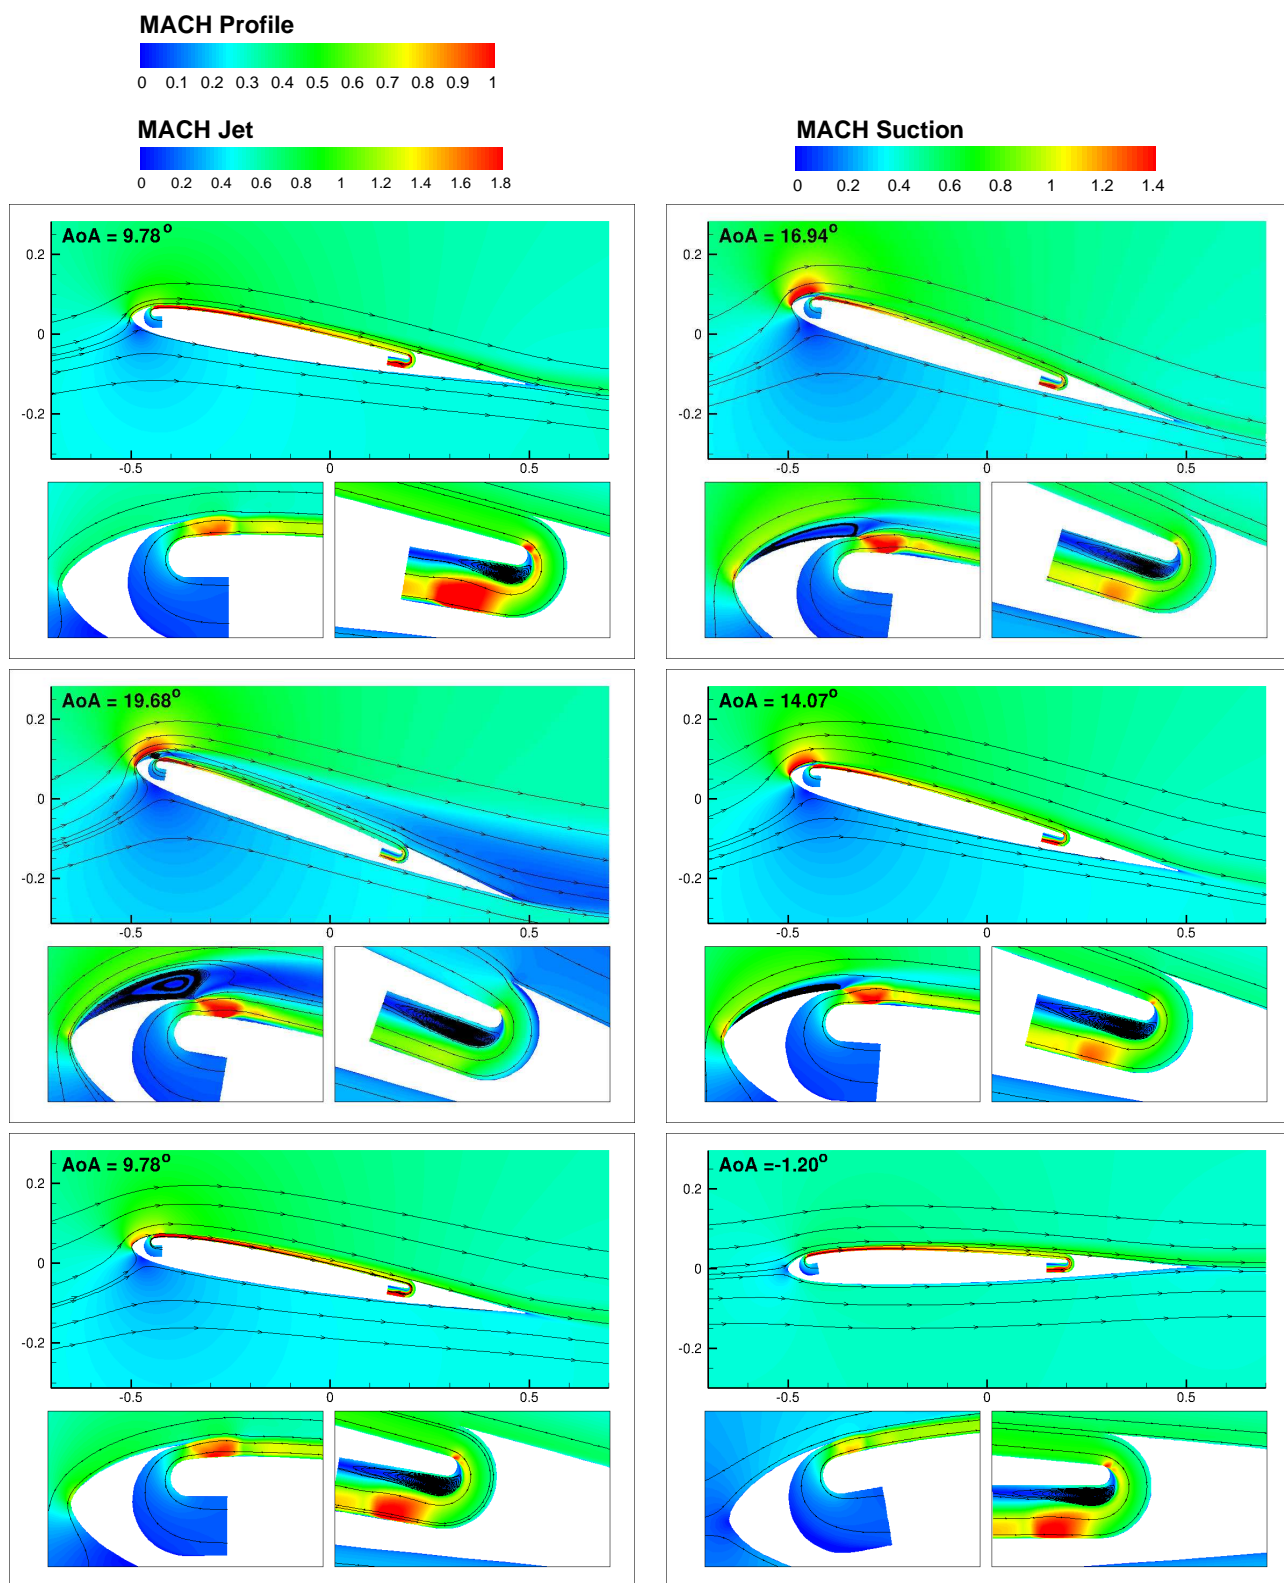 MACH Profile
0 0.1 0.2 0.3 0.4 0.5 0.6 0.7 0.8 0.9 1
MACH Jet
0 0.2 0.4 0.6 0.8 1 1.2 1.4 1.6 1.8
MACH Suction
0 0.2 0.4 0.6 0.8 1 1.2 1.4
AoA = 9.78°
0.2
0
-0.2
-0.5 0 0.5
AoA = 16.94°
0.2
0
-0.2
-0.5 0 0.5
AoA = 19.68°
0.2
0
-0.2
-0.5 0 0.5
AoA = 14.07°
0.2
0
-0.2
-0.5 0 0.5
AoA = 9.78°
0.2
0
-0.2
-0.5 0 0.5
AoA =-1.20°
0.2
0
-0.2
-0.5 0 0.5